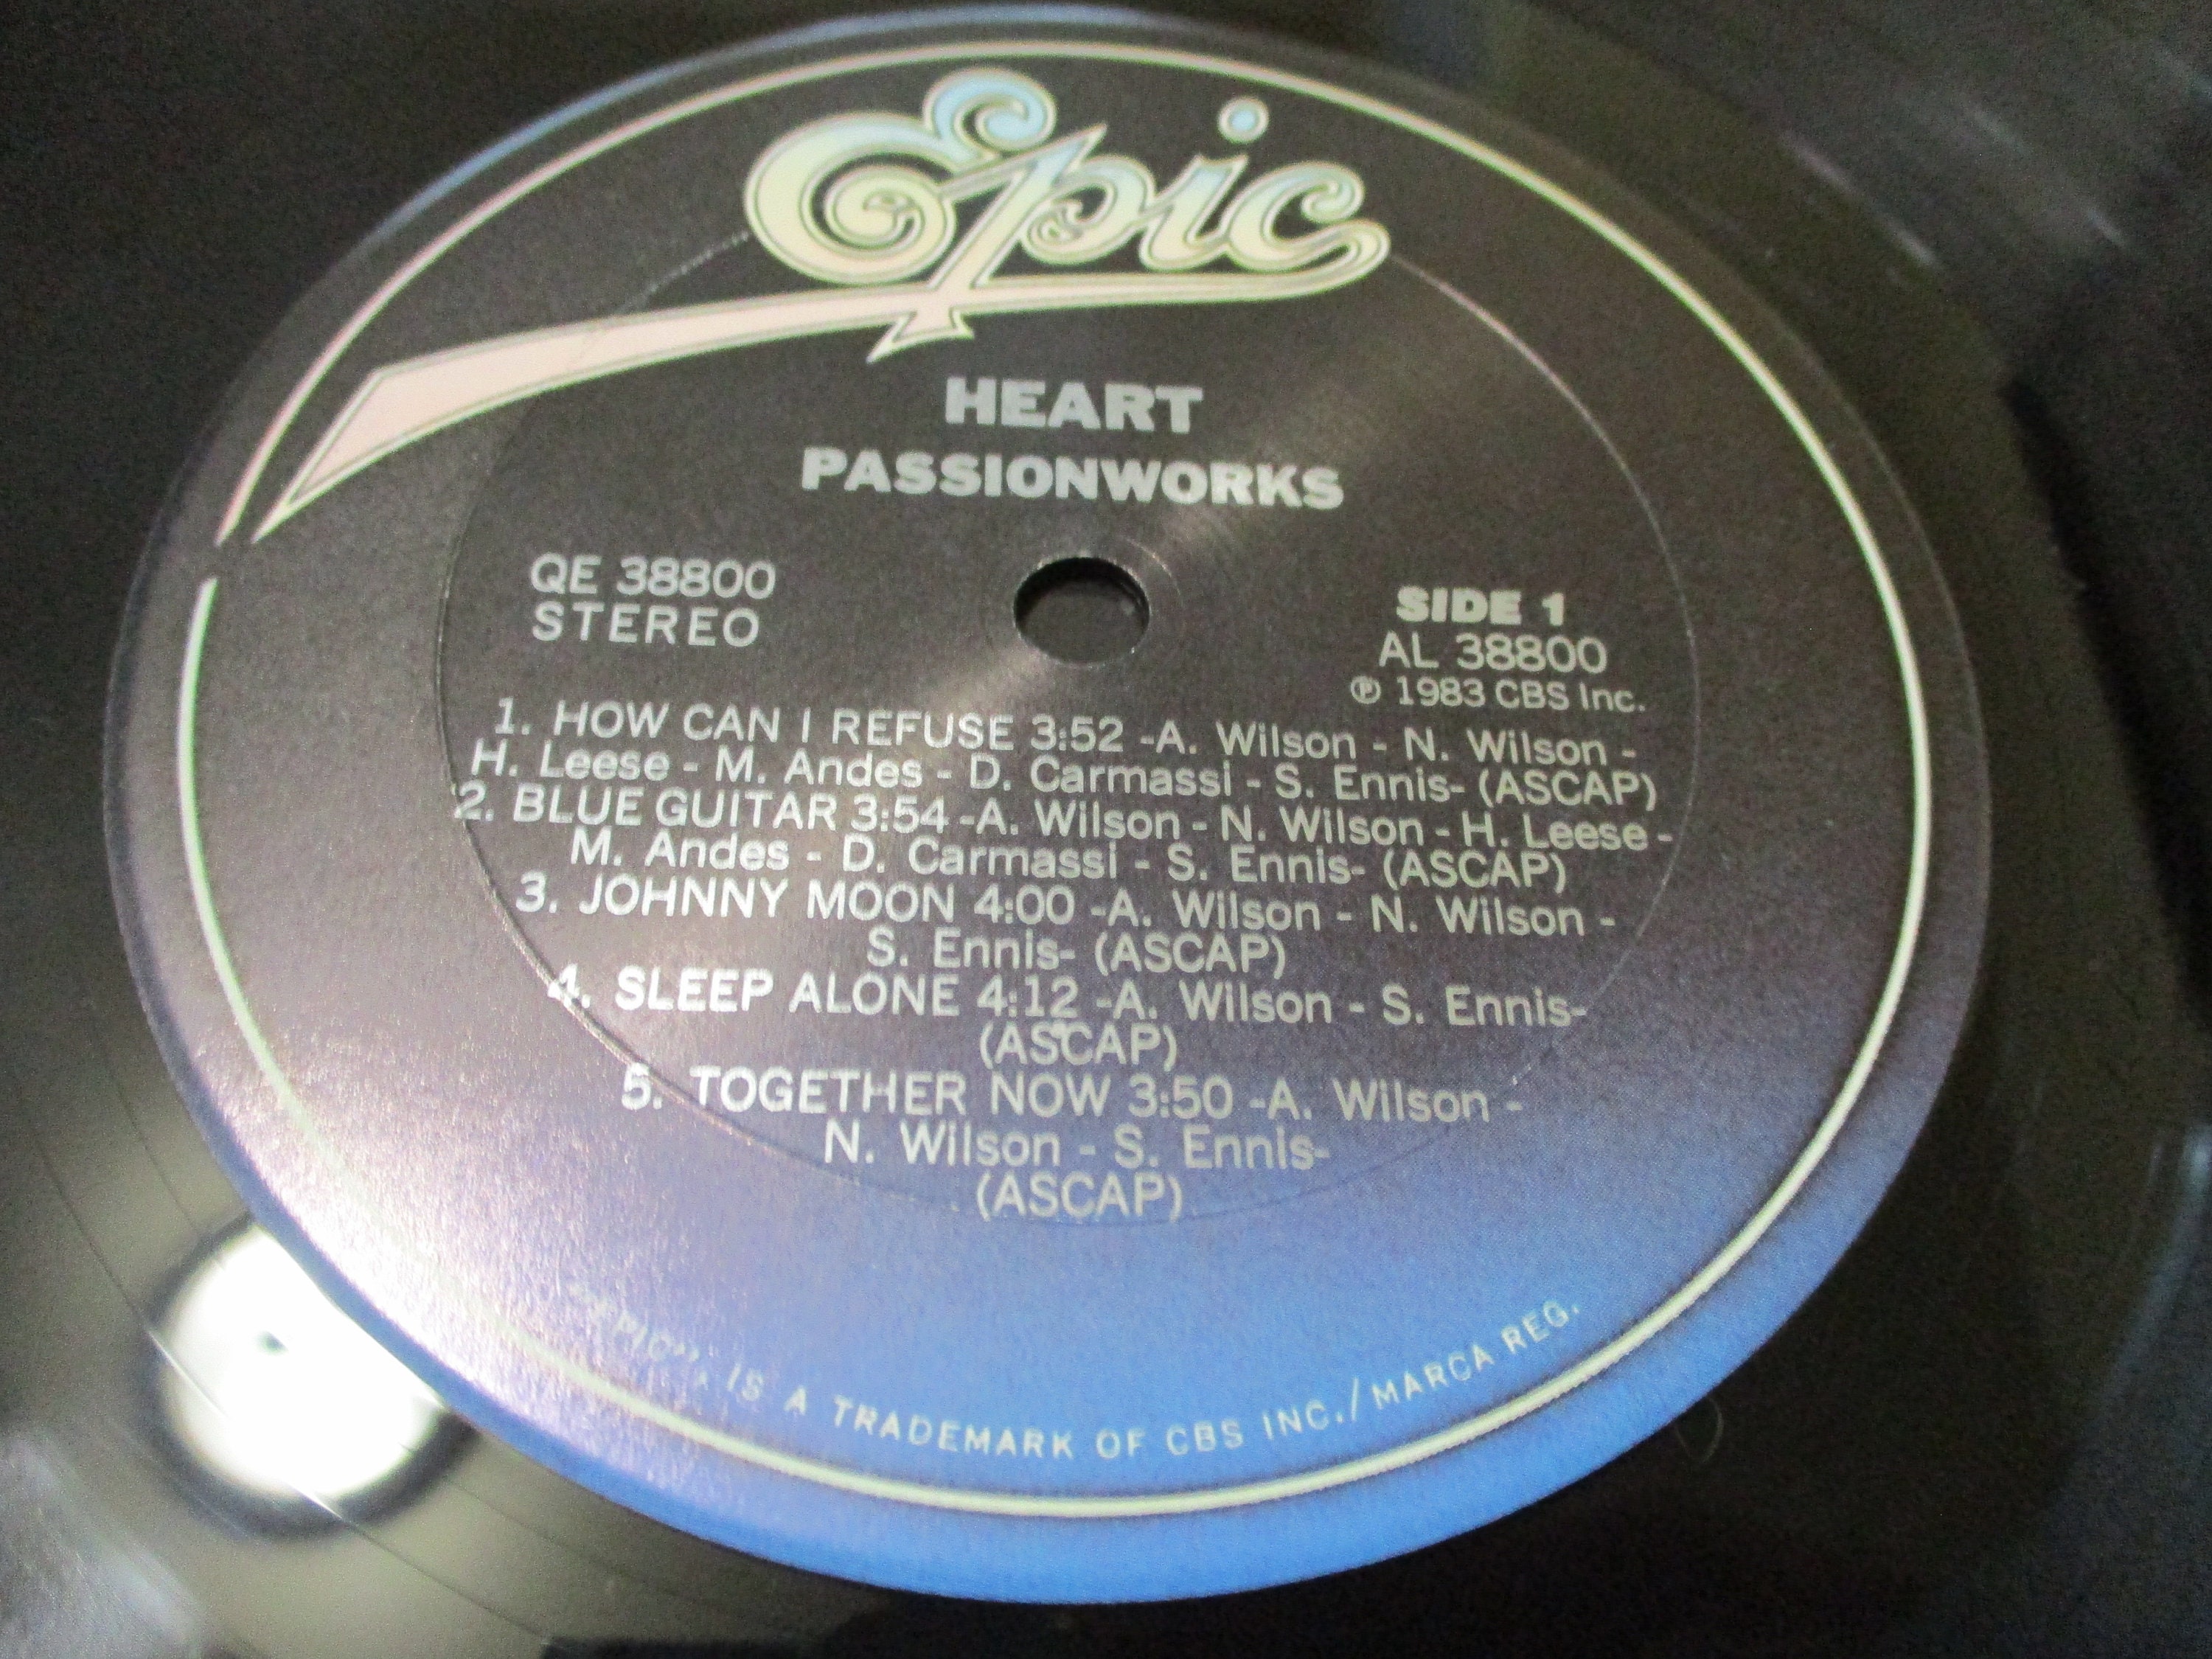 Epic
HEART
PASSIONWORKS
QE 38800
STEREO
SIDE 1
AL 38800
℗ 1983 CBS Inc.
1. HOW CAN I REFUSE 3:52 -A. Wilson - N. Wilson -
H. Leese - M. Andes - D. Carmassi - S. Ennis- (ASCAP)
2. BLUE GUITAR 3:54 -A. Wilson - N. Wilson - H. Leese -
M. Andes - D. Carmassi - S. Ennis- (ASCAP)
3. JOHNNY MOON 4:00 -A. Wilson - N. Wilson -
S. Ennis- (ASCAP)
4. SLEEP ALONE 4:12 -A. Wilson - S. Ennis-
(ASCAP)
5. TOGETHER NOW 3:50 -A. Wilson -
N. Wilson - S. Ennis-
(ASCAP)
"EPIC", IS A TRADEMARK OF CBS INC./MARCA REG.